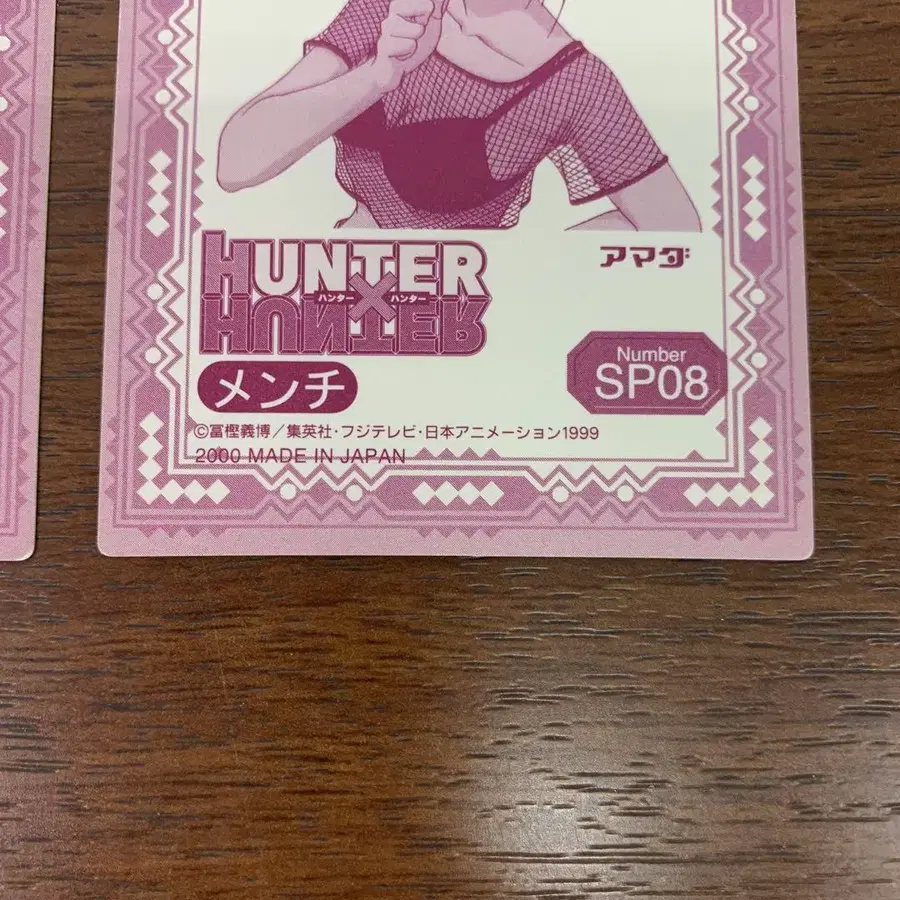 アマダ
HUNTER
ハンター×ハンター
HUNTER
Number
SP08
メンチ
©冨樫義博／集英社・フジテレビ・日本アニメーション1999
2000 MADE IN JAPAN